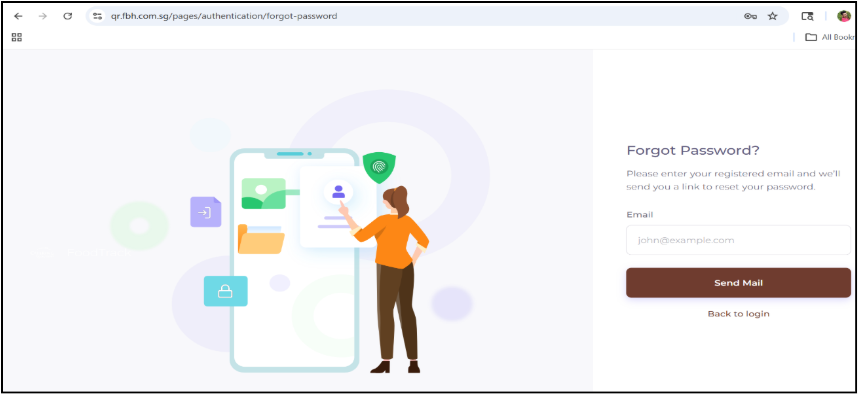 qr.fbh.com.sg/pages/authentication/forgot-password
All Bookr
Forgot Password?
Please enter your registered email and we'll
send you a link to reset your password.
Email
john@example.com
Send Mail
Back to login